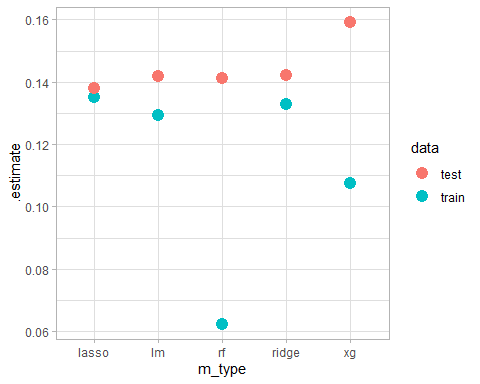 0.16
0.14
0.12
0.10
0.08
0.06
.estimate
lasso lm rf ridge xg
m_type
data
test
train